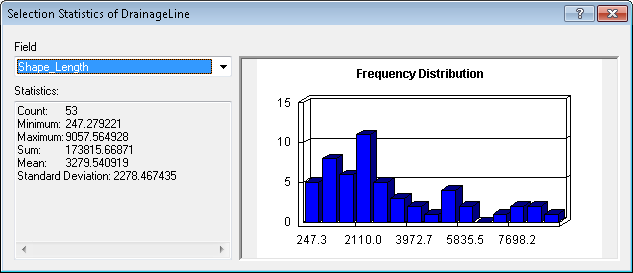 Selection Statistics of DrainageLine
Field
Shape_Length
Statistics:
Count: 53
Minimum: 247.279221
Maximum: 9057.564928
Sum: 173815.66871
Mean: 3279.540919
Standard Deviation: 2278.467435
Frequency Distribution
15
10
5
0
247.3 2110.0 3972.7 5835.5 7698.2